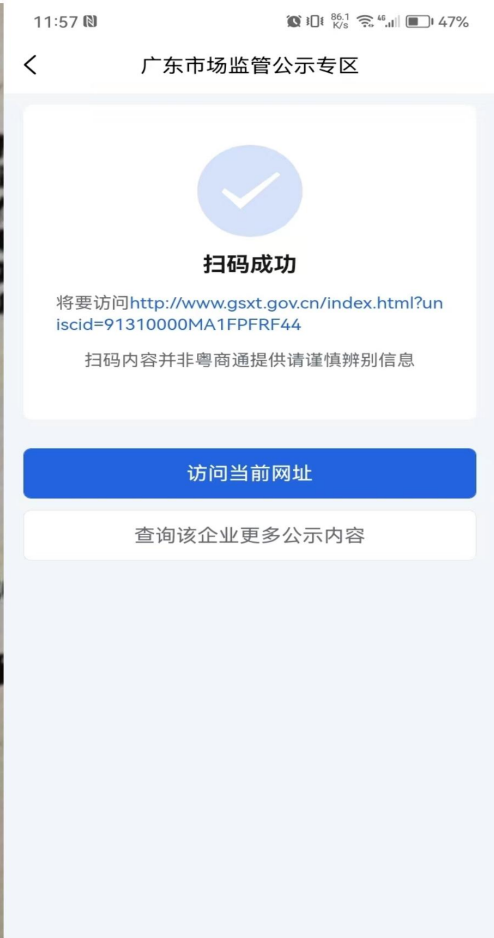 11:57
86.1 K/s 46 47%
广东市场监管公示专区
扫码成功
将要访问http://www.gsxt.gov.cn/index.html?un
iscid=91310000MA1FPFRF44
扫码内容并非粤商通提供请谨慎辨别信息
访问当前网址
查询该企业更多公示内容